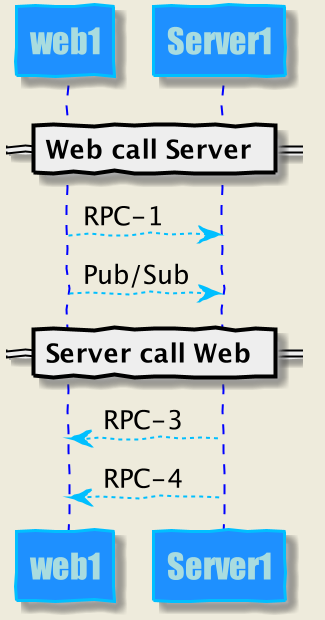 web1 Server1
Web call Server
RPC-1
Pub/Sub
Server call Web
RPC-3
RPC-4
web1 Server1